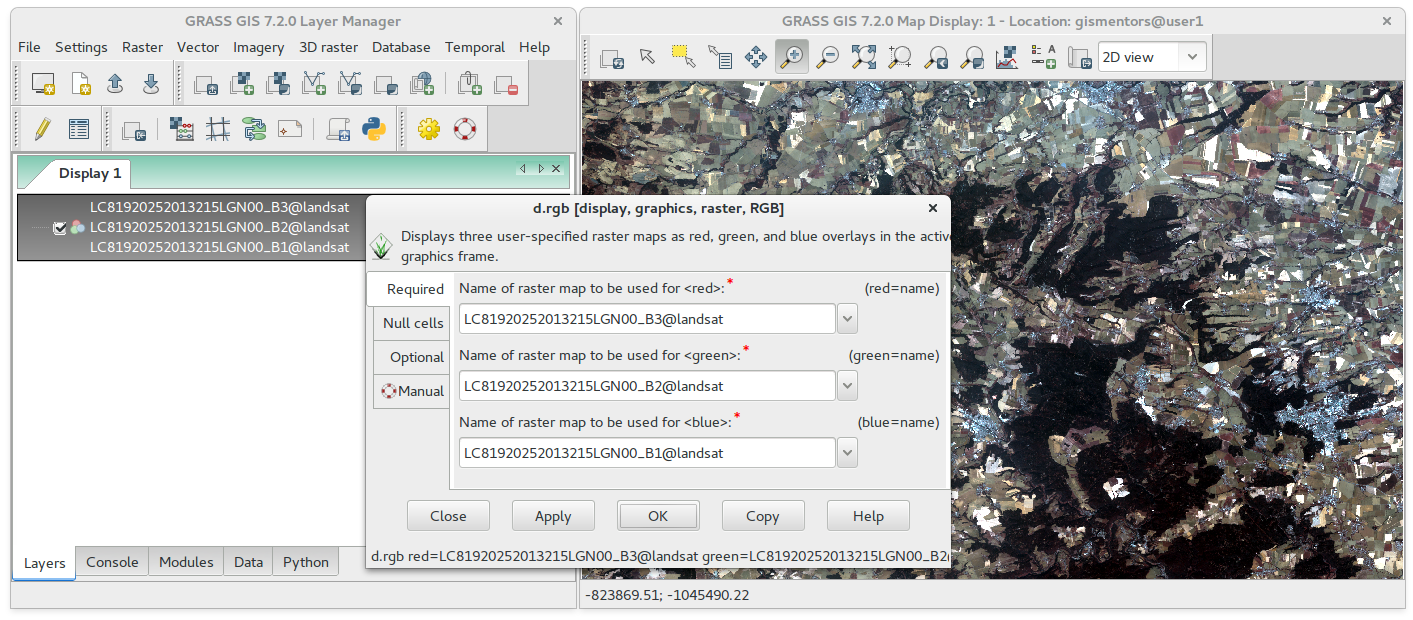 GRASS GIS 7.2.0 Layer Manager
File Settings Raster Vector Imagery 3D raster Database Temporal Help
Display 1
LC81920252013215LGN00_B3@landsat
LC81920252013215LGN00_B2@landsat
LC81920252013215LGN00_B1@landsat
Layers Console Modules Data Python
GRASS GIS 7.2.0 Map Display: 1 - Location: gismentors@user1
A
2D view
-823869.51; -1045490.22
d.rgb [display, graphics, raster, RGB]
Displays three user-specified raster maps as red, green, and blue overlays in the active
graphics frame.
Required
Null cells
Optional
Manual
Name of raster map to be used for <red>:* (red=name)
LC81920252013215LGN00_B3@landsat
Name of raster map to be used for <green>:* (green=name)
LC81920252013215LGN00_B2@landsat
Name of raster map to be used for <blue>:* (blue=name)
LC81920252013215LGN00_B1@landsat
Close Apply OK Copy Help
d.rgb red=LC81920252013215LGN00_B3@landsat green=LC81920252013215LGN00_B2@